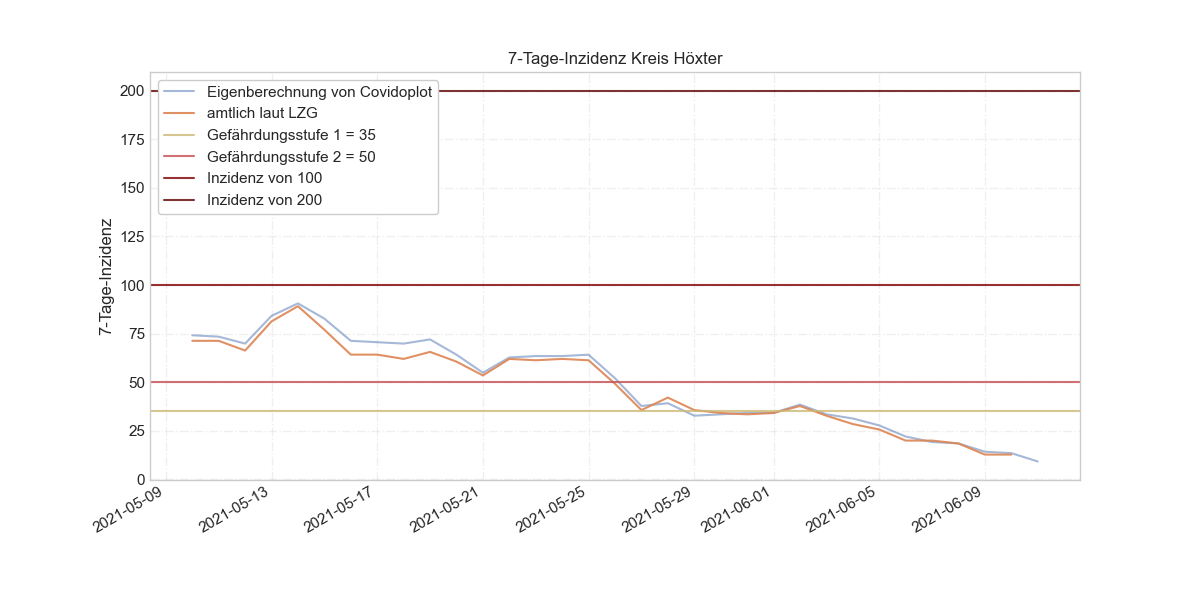 7-Tage-Inzidenz Kreis Höxter
Eigenberechnung von Covidoplot
amtlich laut LZG
Gefährdungsstufe 1 = 35
Gefährdungsstufe 2 = 50
Inzidenz von 100
Inzidenz von 200
7-Tage-Inzidenz
200
175
150
125
100
75
50
25
0
2021-05-09
2021-05-13
2021-05-17
2021-05-21
2021-05-25
2021-05-29
2021-06-01
2021-06-05
2021-06-09